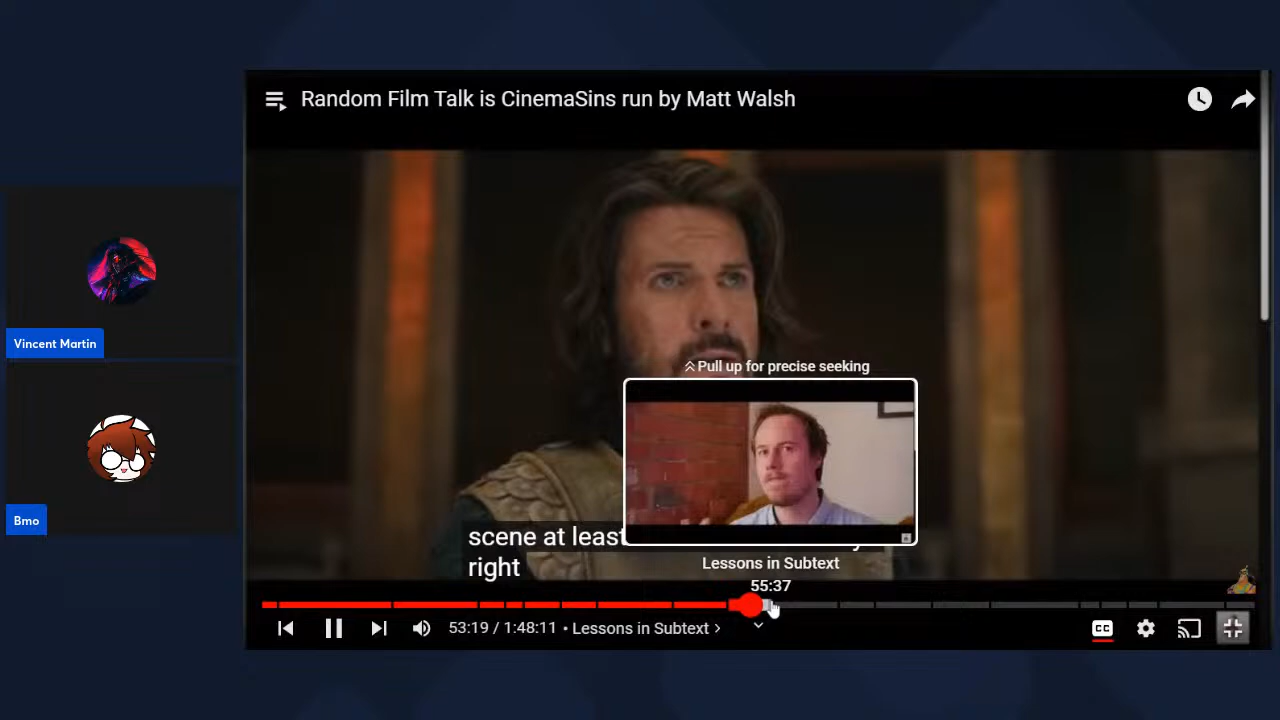 Random Film Talk is CinemaSins run by Matt Walsh
Vincent Martin
Pull up for precise seeking
Bmo
scene at least
right
Lessons in Subtext
55:37
53:19 / 1:48:11 • Lessons in Subtext ›
CC